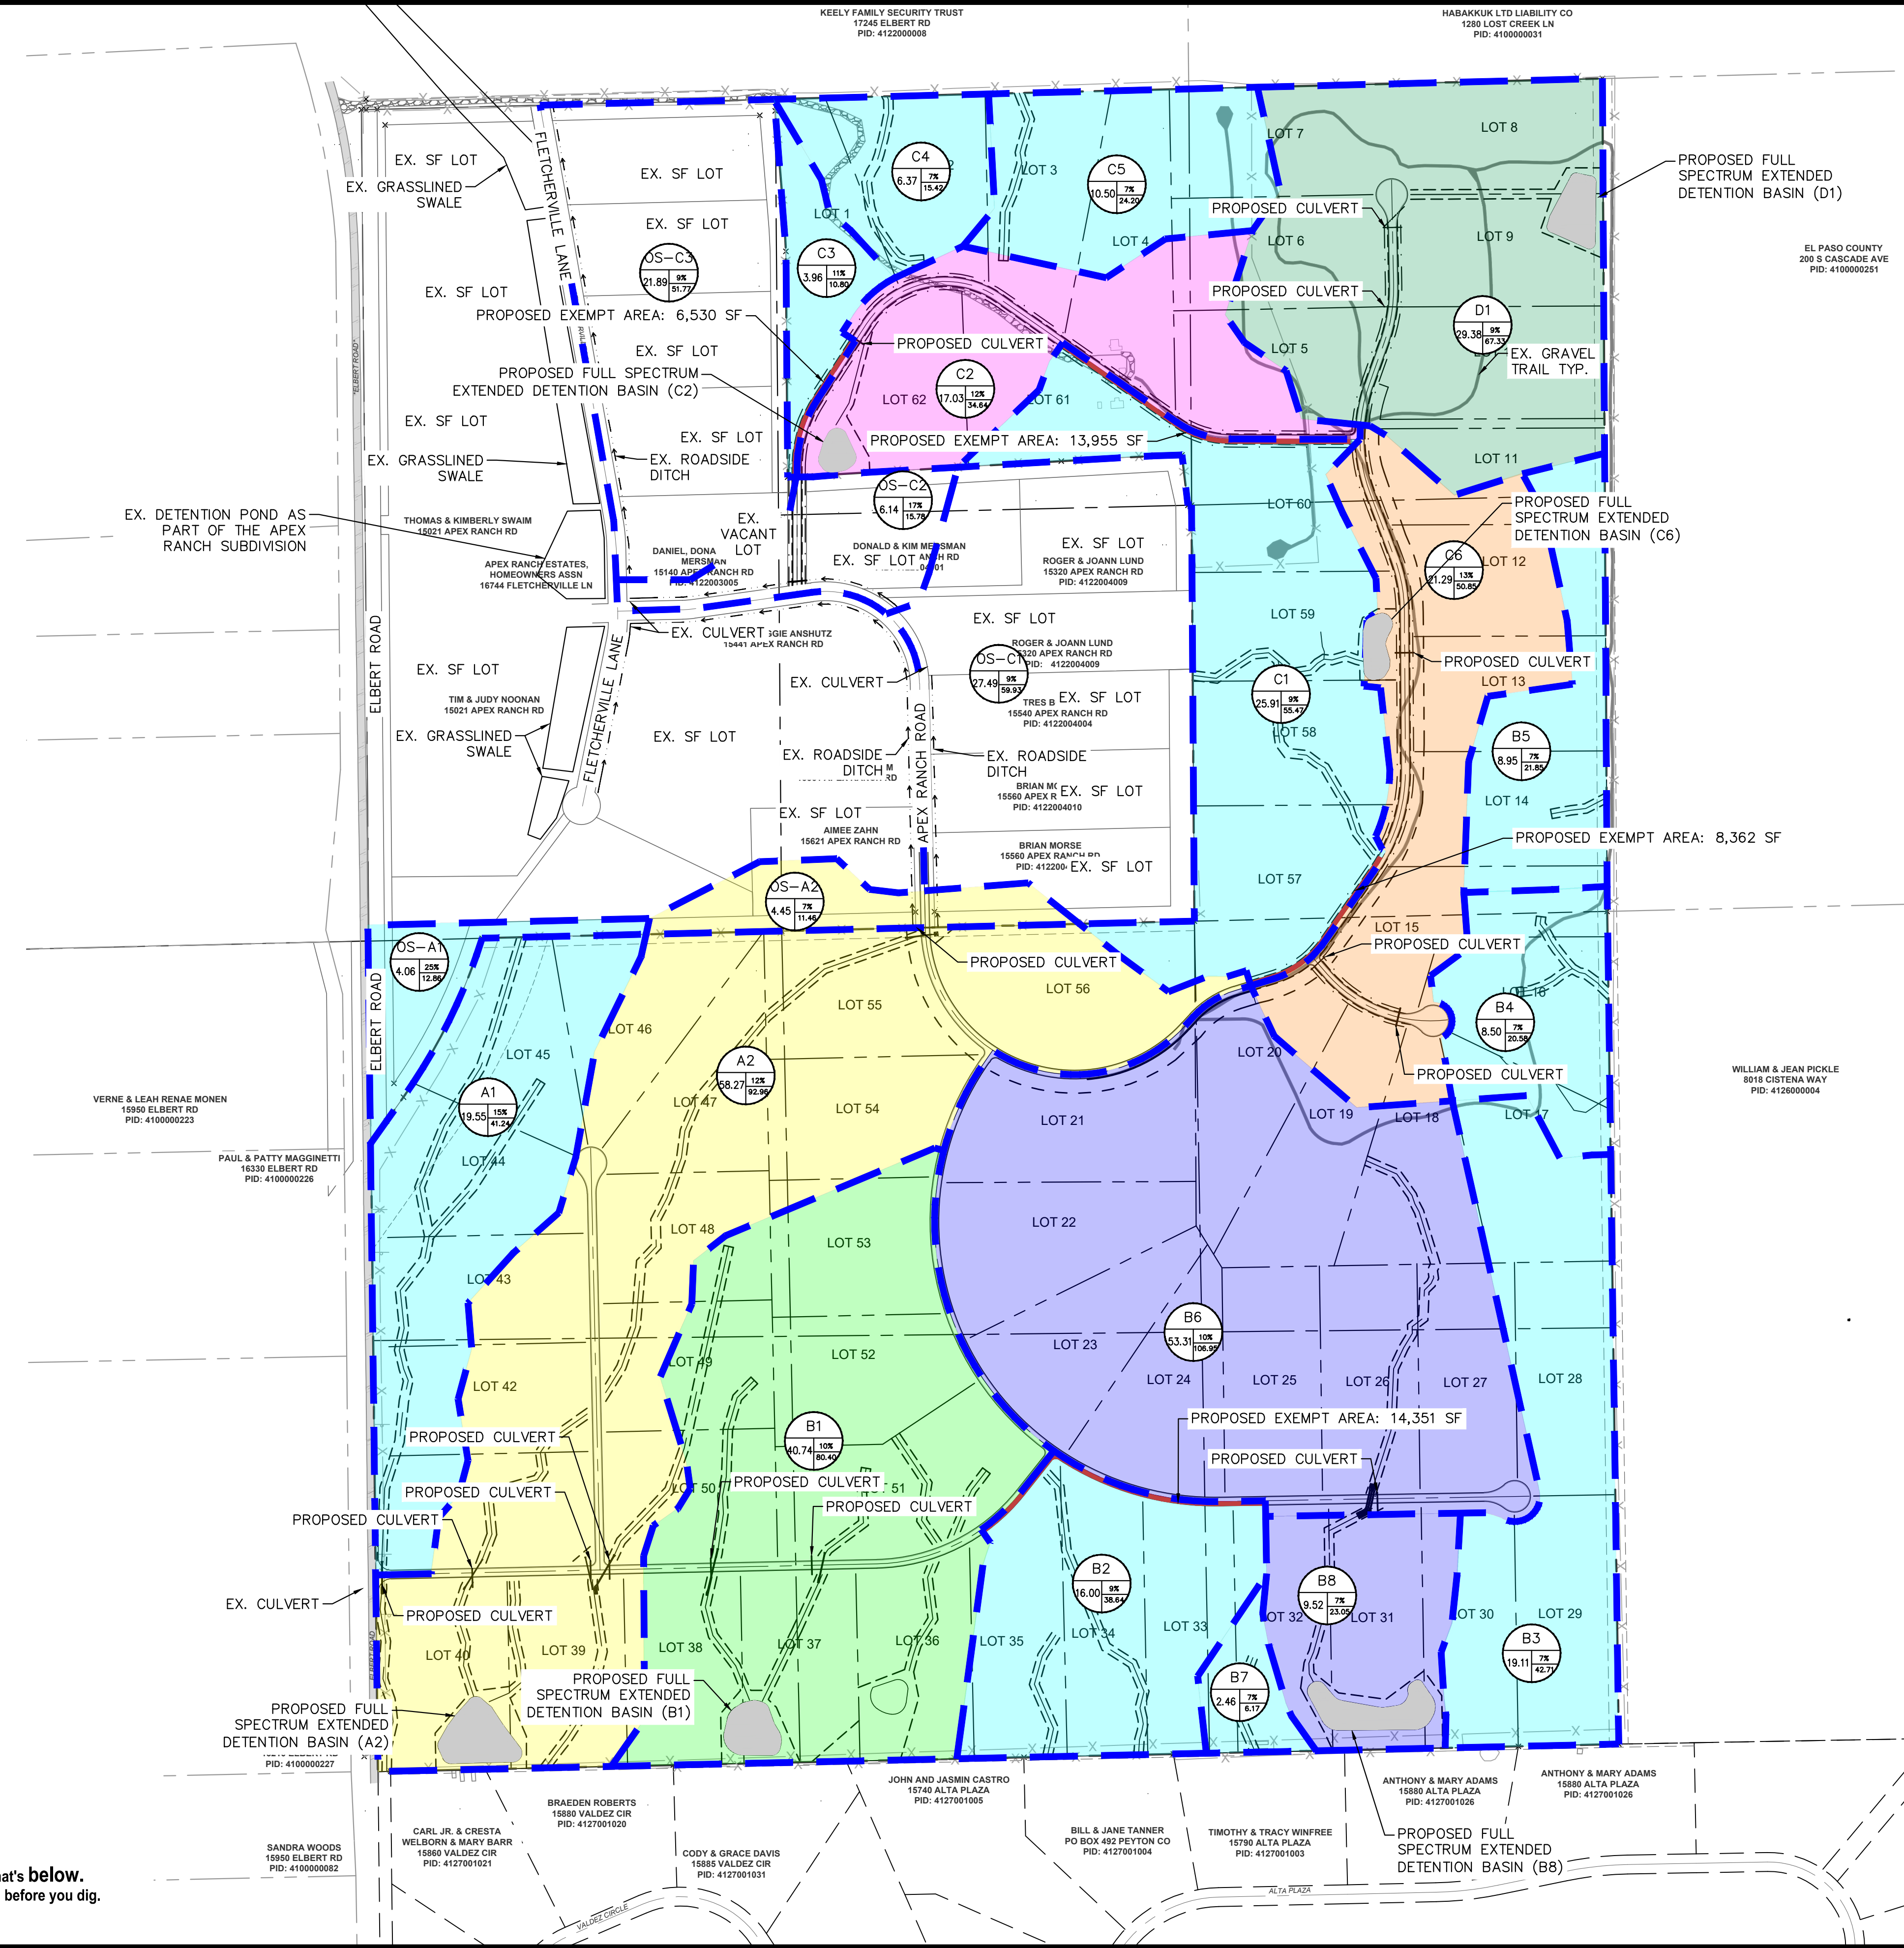 KEELY FAMILY SECURITY TRUST
17245 ELBERT RD
PID: 4122000008
HABAKKUK LTD LIABILITY CO
1280 LOST CREEK LN
PID: 4100000031
EX. SF LOT
EX. GRASSLINED
SWALE
FLETCHERVILLE LANE
EX. SF LOT
EX. SF LOT
OS-C3
21.89 9%
51.77
EX. SF LOT
PROPOSED EXEMPT AREA: 6,530 SF
EX. SF LOT
PROPOSED FULL SPECTRUM
EXTENDED DETENTION BASIN (C2)
EX. SF LOT
EX. SF LOT
EX. GRASSLINED
SWALE
EX. ROADSIDE
DITCH
"ELBERT ROAD"
C4
6.37 7%
15.42
LOT 1
LOT 3
C5
10.50 7%
24.20
LOT 4
C3
3.96 11%
10.80
LOT 7
LOT 8
PROPOSED CULVERT
LOT 6
LOT 9
PROPOSED FULL
SPECTRUM EXTENDED
DETENTION BASIN (D1)
EL PASO COUNTY
200 S CASCADE AVE
PID: 4100000251
PROPOSED CULVERT
D1
29.38 9%
67.33
LOT 5
EX. GRAVEL
TRAIL TYP.
PROPOSED CULVERT
C2
17.03 12%
34.64
LOT 62
LOT 61
PROPOSED EXEMPT AREA: 13,955 SF
LOT 11
EX. DETENTION POND AS
PART OF THE APEX
RANCH SUBDIVISION
THOMAS & KIMBERLY SWAIM
15021 APEX RANCH RD
APEX RANCH ESTATES,
HOMEOWNERS ASSN
16744 FLETCHERVILLE LN
OS-C2
6.14 17%
15.78
EX.
VACANT
LOT
DANIEL, DONA
MERSMAN
15140 APEX RANCH RD
PID: 4122003005
DONALD & KIM MERSMAN
EX. SF LOT
EX. SF LOT
ROGER & JOANN LUND
15320 APEX RANCH RD
PID: 4122004009
LOT 60
PROPOSED FULL
SPECTRUM EXTENDED
DETENTION BASIN (C6)
C6
21.29 13%
50.85
LOT 12
LOT 59
ELBERT ROAD
EX. CULVERT
15441 APEX RANCH RD
EX. SF LOT
ROGER & JOANN LUND
PID: 4122004009
OS-C1
27.49 9%
59.93
EX. CULVERT
PROPOSED CULVERT
LOT 13
C1
25.91 9%
55.47
LOT 58
EX. SF LOT
TIM & JUDY NOONAN
15021 APEX RANCH RD
EX. GRASSLINED
SWALE
FLETCHERVILLE LANE
EX. SF LOT
EX. SF LOT
15540 APEX RANCH RD
PID: 4122004004
EX. ROADSIDE
DITCH
APEX RANCH ROAD
EX. ROADSIDE
DITCH
PID: 4122004010
EX. SF LOT
B5
8.95 7%
21.85
LOT 14
EX. SF LOT
AIMEE ZAHN
15621 APEX RANCH RD
BRIAN MORSE
15560 APEX RANCH RD
EX. SF LOT
PROPOSED EXEMPT AREA: 8,362 SF
LOT 57
OS-A2
4.45 7%
11.46
LOT 15
PROPOSED CULVERT
OS-A1
4.06 25%
12.86
PROPOSED CULVERT
LOT 56
LOT 55
LOT 46
LOT 16
B4
8.50 7%
20.58
ELBERT ROAD
LOT 45
LOT 20
A2
58.27 12%
92.96
PROPOSED CULVERT
WILLIAM & JEAN PICKLE
8018 CISTENA WAY
PID: 4126000004
VERNE & LEAH RENAE MONEN
15950 ELBERT RD
PID: 4100000223
A1
19.55 15%
41.24
LOT 47
LOT 54
LOT 21
LOT 19
LOT 18
LOT 17
PAUL & PATTY MAGGINETTI
16330 ELBERT RD
PID: 4100000226
LOT 44
LOT 48
LOT 53
LOT 22
LOT 43
B6
53.31 10%
106.95
LOT 23
LOT 49
LOT 52
LOT 42
LOT 24
LOT 25
LOT 26
LOT 27
LOT 28
PROPOSED CULVERT
B1
40.74 10%
80.40
PROPOSED EXEMPT AREA: 14,351 SF
PROPOSED CULVERT
PROPOSED CULVERT
LOT 50
PROPOSED CULVERT
PROPOSED CULVERT
PROPOSED CULVERT
B2
16.00 9%
38.64
B8
9.52 7%
23.05
EX. CULVERT
PROPOSED CULVERT
LOT 40
LOT 39
LOT 38
LOT 37
LOT 36
LOT 35
LOT 34
LOT 33
LOT 32
LOT 31
LOT 30
LOT 29
B3
19.11 7%
42.71
B7
2.46 7%
6.17
PROPOSED FULL
SPECTRUM EXTENDED
DETENTION BASIN (B1)
PROPOSED FULL
SPECTRUM EXTENDED
DETENTION BASIN (A2)
PID: 4100000227
JOHN AND JASMIN CASTRO
15740 ALTA PLAZA
PID: 4127001005
ANTHONY & MARY ADAMS
15880 ALTA PLAZA
PID: 4127001026
ANTHONY & MARY ADAMS
15880 ALTA PLAZA
PID: 4127001026
BRAEDEN ROBERTS
15880 VALDEZ CIR
PID: 4127001020
CARL JR. & CRESTA
WELBORN & MARY BARR
15860 VALDEZ CIR
PID: 4127001021
BILL & JANE TANNER
PO BOX 492 PEYTON CO
PID: 4127001004
TIMOTHY & TRACY WINFREE
15790 ALTA PLAZA
PID: 4127001003
PROPOSED FULL
SPECTRUM EXTENDED
DETENTION BASIN (B8)
SANDRA WOODS
15950 ELBERT RD
PID: 4100000082
CODY & GRACE DAVIS
15885 VALDEZ CIR
PID: 4127001031
VALDEZ CIRCLE
ALTA PLAZA
below.
before you dig.